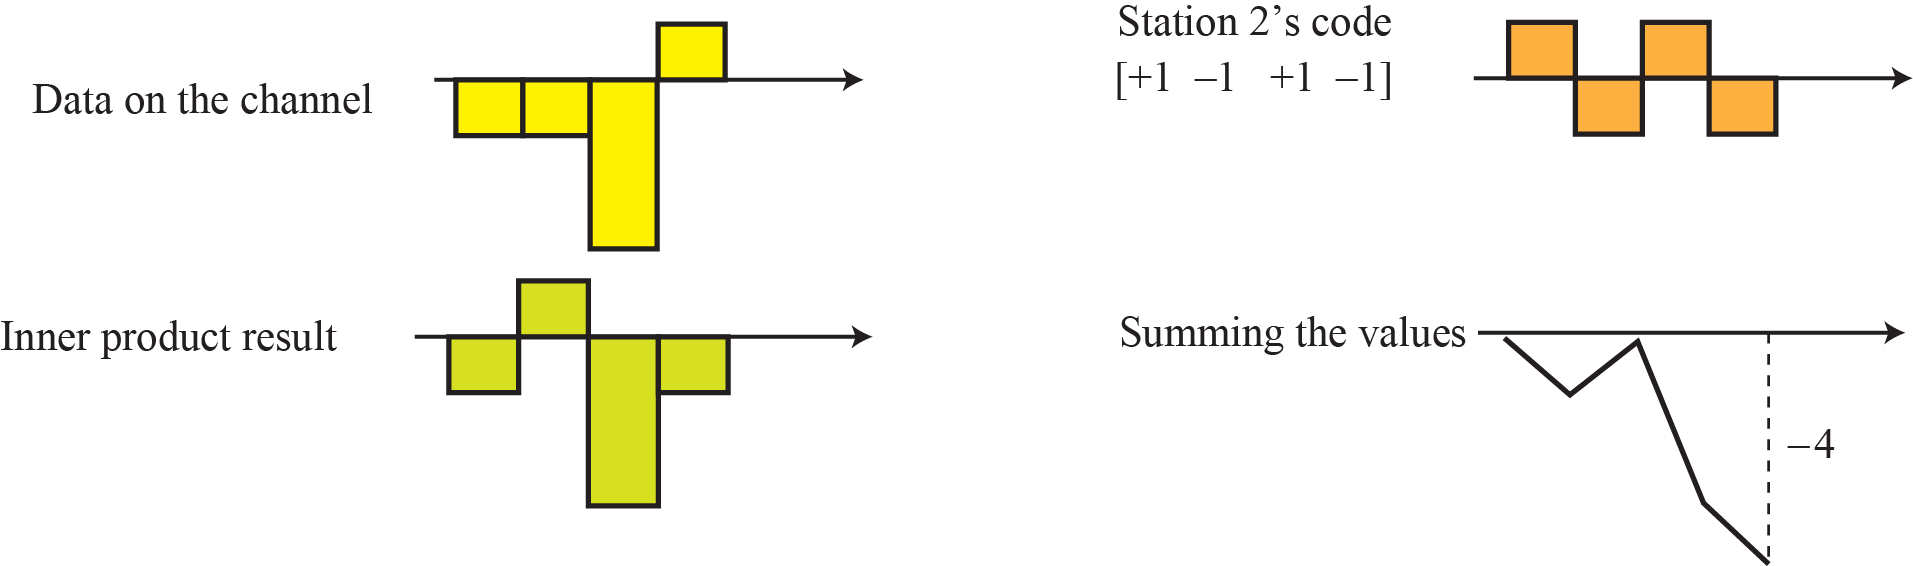 Data on the channel
Station 2’s code
[+1 –1 +1 –1]
Inner product result
Summing the values
–4